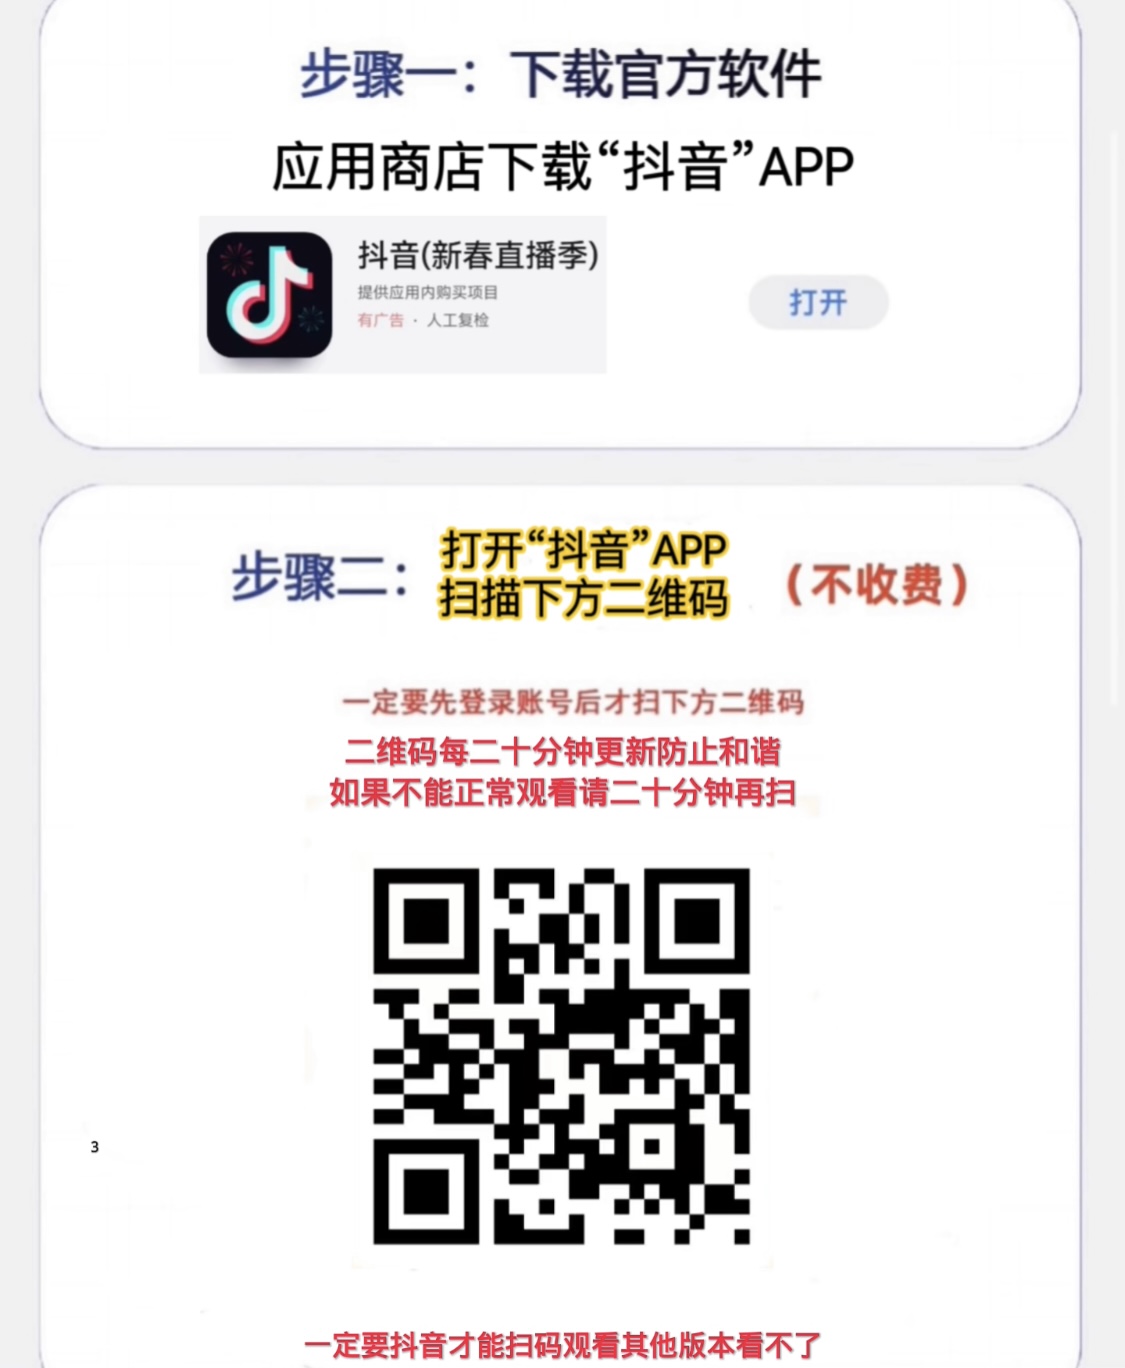 步骤一：下载官方软件
应用商店下载“抖音”APP
抖音(新春直播季)
提供应用内购买项目
有广告 · 人工复检
打开
步骤二：
打开“抖音”APP
扫描下方二维码
（不收费）
一定要先登录账号后才扫下方二维码
二维码每二十分钟更新防止和谐
如果不能正常观看请二十分钟再扫
3
一定要抖音才能扫码观看其他版本看不了